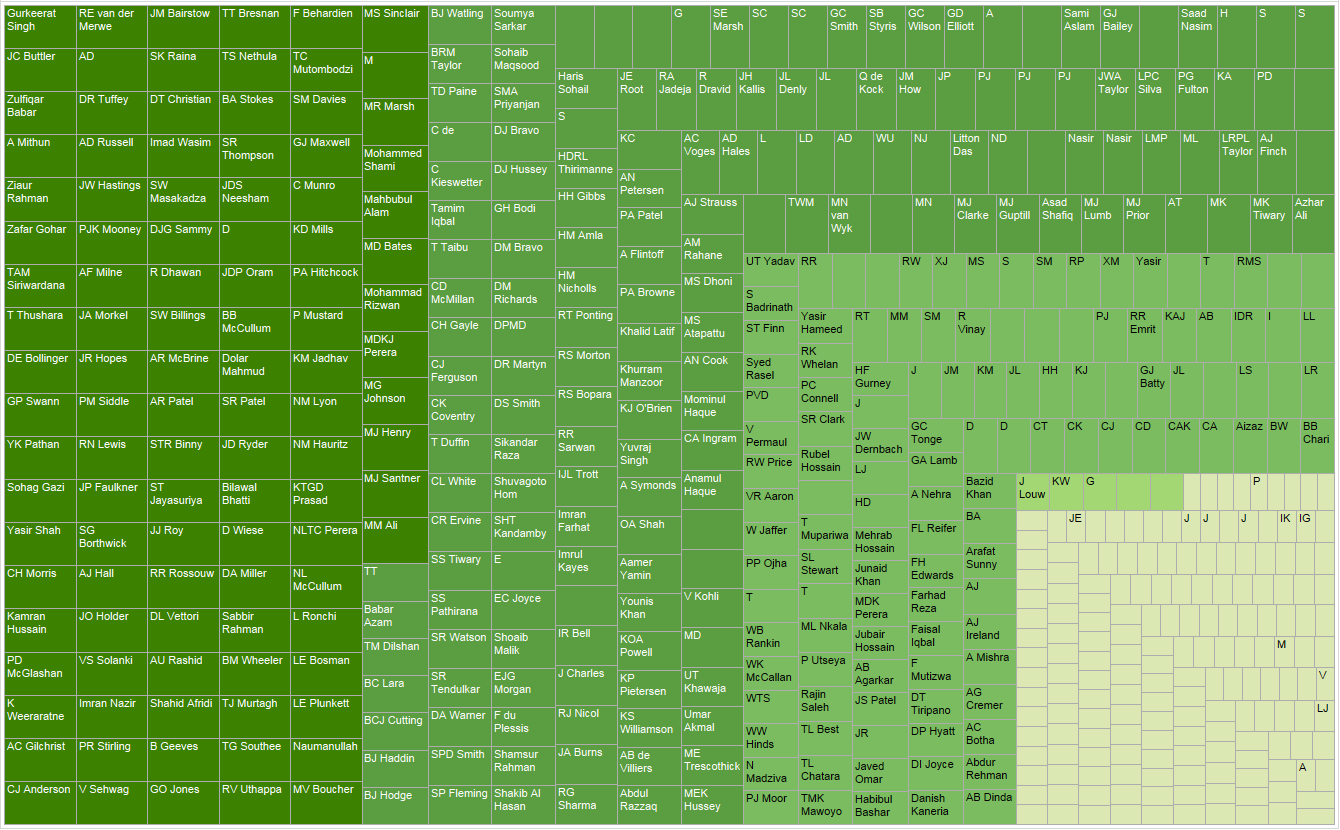 Gurkeerat
Singh
JC Buttler
Zulfiqar
Babar
A Mithun
Ziaur
Rahman
Zafar Gohar
TAM
Siriwardana
T Thushara
DE Bollinger
GP Swann
YK Pathan
Sohag Gazi
Yasir Shah
CH Morris
Kamran
Hussain
PD
McGlashan
K
Weeraratne
AC Gilchrist
CJ Anderson
RE van der
Merwe
AD
DR Tuffey
AD Russell
JW Hastings
PJK Mooney
AF Milne
JA Morkel
JR Hopes
PM Siddle
RN Lewis
JP Faulkner
SG
Borthwick
AJ Hall
JO Holder
VS Solanki
Imran Nazir
PR Stirling
V Sehwag
JM Bairstow
SK Raina
DT Christian
Imad Wasim
SW
Masakadza
DJG Sammy
R Dhawan
SW Billings
AR McBrine
AR Patel
STR Binny
ST
Jayasuriya
JJ Roy
RR Rossouw
DL Vettori
AU Rashid
Shahid Afridi
B Geeves
GO Jones
TT Bresnan
TS Nethula
BA Stokes
SR
Thompson
JDS
Neesham
D
JDP Oram
BB
McCullum
Dolar
Mahmud
SR Patel
JD Ryder
Bilawal
Bhatti
D Wiese
DA Miller
Sabbir
Rahman
BM Wheeler
TJ Murtagh
TG Southee
RV Uthappa
F Behardien
TC
Mutombodzi
SM Davies
GJ Maxwell
C Munro
KD Mills
PA Hitchcock
P Mustard
KM Jadhav
NM Lyon
NM Hauritz
KTGD
Prasad
NLTC Perera
NL
McCullum
L Ronchi
LE Bosman
LE Plunkett
Naumanullah
MV Boucher
MS Sinclair
M
MR Marsh
Mohammed
Shami
Mahbubul
Alam
MD Bates
Mohammad
Rizwan
MDKJ
Perera
MG
Johnson
MJ Henry
MJ Santner
MM Ali
TT
Babar
Azam
TM Dilshan
BC Lara
BCJ Cutting
BJ Haddin
BJ Hodge
BJ Watling
BRM
Taylor
TD Paine
C de
C
Kieswetter
Tamim
Iqbal
T Taibu
CD
McMillan
CH Gayle
CJ
Ferguson
CK
Coventry
T Duffin
CL White
CR Ervine
SS Tiwary
SS
Pathirana
SR Watson
SR
Tendulkar
DA Warner
SPD Smith
SP Fleming
Soumya
Sarkar
Sohaib
Maqsood
SMA
Priyanjan
DJ Bravo
DJ Hussey
GH Bodi
DM Bravo
DM
Richards
DPMD
DR Martyn
DS Smith
Sikandar
Raza
Shuvagoto
Hom
SHT
Kandamby
E
EC Joyce
Shoaib
Malik
EJG
Morgan
F du
Plessis
Shamsur
Rahman
Shakib Al
Hasan
G
SE
Marsh
SC
SC
GC
Smith
SB
Styris
GC
Wilson
GD
Elliott
A
Sami
Aslam
GJ
Bailey
Saad
Nasim
H
S
S
Haris
Sohail
S
HDRL
Thirimanne
HH Gibbs
HM Amla
HM
Nicholls
RT Ponting
RS Morton
RS Bopara
RR
Sarwan
IJL Trott
Imran
Farhat
Imrul
Kayes
IR Bell
J Charles
RJ Nicol
JA Burns
RG
Sharma
JE
Root
RA
Jadeja
R
Dravid
JH
Kallis
JL
Denly
JL
Q de
Kock
JM
How
JP
PJ
PJ
PJ
JWA
Taylor
LPC
Silva
PG
Fulton
KA
PD
KC
AN
Petersen
PA Patel
A Flintoff
PA Browne
Khalid Latif
Khurram
Manzoor
KJ O'Brien
Yuvraj
Singh
A Symonds
OA Shah
Aamer
Yamin
Younis
Khan
KOA
Powell
KP
Pietersen
KS
Williamson
AB de
Villiers
Abdul
Razzaq
AC
Voges
AD
Hales
L
LD
AD
WU
NJ
Litton
Das
ND
Nasir
Nasir
LMP
ML
LRPL
Taylor
AJ
Finch
AJ Strauss
AM
Rahane
MS Dhoni
MS
Atapattu
AN Cook
Mominul
Haque
CA Ingram
Anamul
Haque
V Kohli
MD
UT
Khawaja
Umar
Akmal
ME
Trescothick
MEK
Hussey
TWM
MN
van
Wyk
MN
MJ
Clarke
MJ
Guptill
Asad
Shafiq
MJ
Lumb
MJ
Prior
AT
MK
MK
Tiwary
Azhar
Ali
UT Yadav
S
Badrinath
ST Finn
Syed
Rasel
PVD
V
Permaul
RW Price
VR Aaron
W Jaffer
PP Ojha
T
WB
Rankin
WK
McCallan
WTS
WW
Hinds
N
Madziva
PJ Moor
RR
RW
XJ
MS
S
SM
RP
XM
Yasir
T
RMS
Yasir
Hameed
RK
Whelan
PC
Connell
SR Clark
Rubel
Hossain
T
Mupariwa
SL
Stewart
T
ML Nkala
P Utseya
Rajin
Saleh
TL Best
TL
Chatara
TMK
Mawoyo
RT
MM
SM
R
Vinay
PJ
RR
Emrit
KAJ
AB
IDR
I
LL
HF
Gurney
J
JW
Dernbach
LJ
HD
Mehrab
Hossain
Junaid
Khan
MDK
Perera
Jubair
Hossain
AB
Agarkar
JS Patel
JR
Javed
Omar
Habibul
Bashar
J
JM
KM
JL
HH
KJ
GJ
Batty
JL
LS
LR
GC
Tonge
GA Lamb
A Nehra
FL Reifer
FH
Edwards
Farhad
Reza
Faisal
Iqbal
F
Mutizwa
DT
Tiripano
DP Hyatt
DI Joyce
Danish
Kaneria
D
D
CT
CK
CJ
CD
CAK
CA
Aizaz
BW
BB
Chari
Bazid
Khan
BA
Arafat
Sunny
AJ
AJ
Ireland
A Mishra
AG
Cremer
AC
Botha
Abdur
Rehman
AB Dinda
J
Louw
KW
G
P
JE
J
J
J
IK
IG
M
V
LJ
A